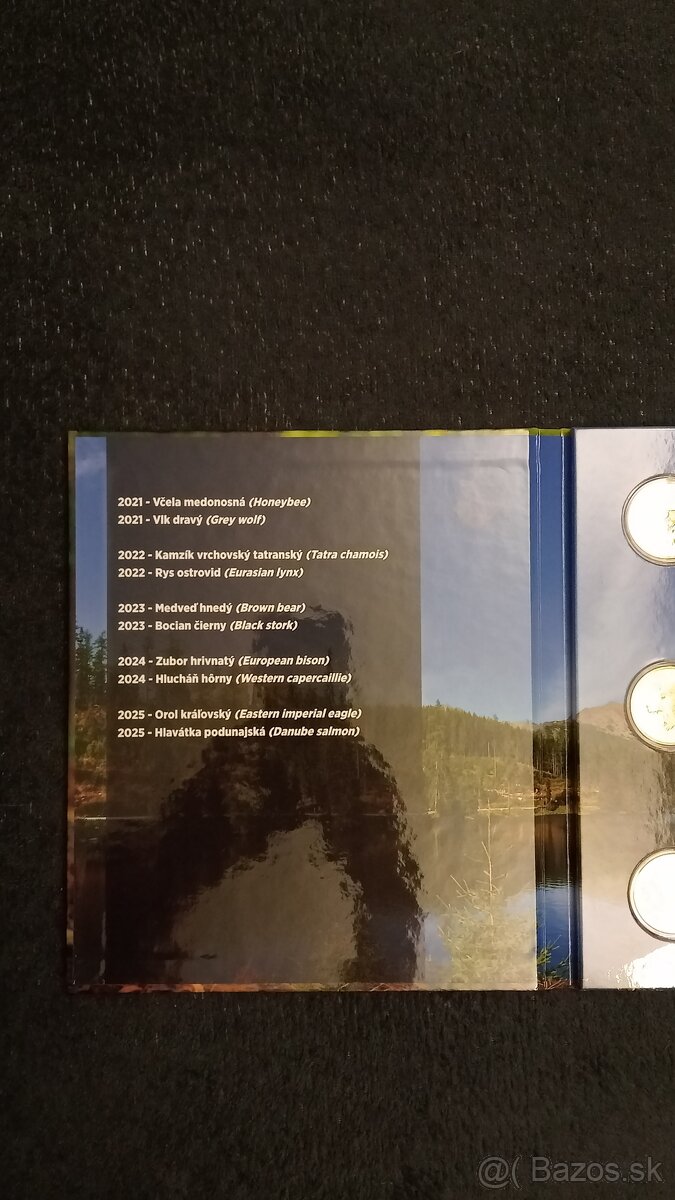 2021 - Včela medonosná (Honeybee)
2021 - Vlk dravý (Grey wolf)
2022 - Kamzík vrchovský tatranský (Tatra chamois)
2022 - Rys ostrovid (Eurasian lynx)
2023 - Medveď hnedý (Brown bear)
2023 - Bocian čierny (Black stork)
2024 - Zubor hrivnatý (European bison)
2024 - Hlucháň hôrny (Western capercaillie)
2025 - Orol kráľovský (Eastern imperial eagle)
2025 - Hlavátka podunajská (Danube salmon)
@( Bazos.sk